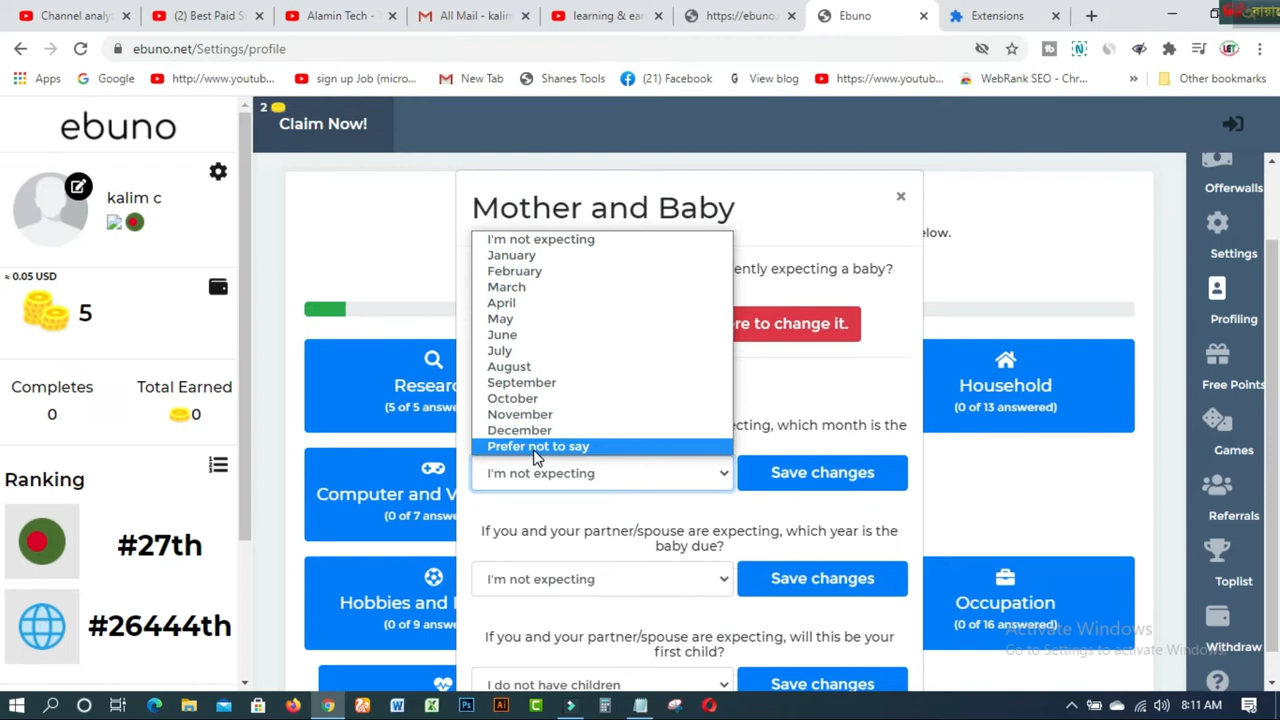 Channel analyt
(2) Best Paid S
Alamin Tech - Y
All Mail - kalim
learning & ear
https://ebuno.
Ebuno
Extensions
ebuno.net/Settings/profile
Apps
Google
http://www.youtub...
sign up Job (micro...
New Tab
Shanes Tools
(21) Facebook
View blog
https://www.youtub...
WebRank SEO - Chr...
Other bookmarks
ebuno
kalim c
≈ 0.05 USD
5
Completes
0
Total Earned
0
Ranking
#27th
#26444th
2
Claim Now!
elow.
Resear
(5 of 5 answe
Computer and V
(0 of 7 answe
Hobbies and I
(0 of 9 answe
Household
(0 of 13 answered)
Occupation
(0 of 16 answered)
Mother and Baby
ently expecting a baby?
re to change it.
ecting, which month is the
I'm not expecting
January
February
March
April
May
June
July
August
September
October
November
December
Prefer not to say
I'm not expecting
Save changes
If you and your partner/spouse are expecting, which year is the
baby due?
I'm not expecting
Save changes
If you and your partner/spouse are expecting, will this be your
first child?
I do not have children
Save changes
Offerwalls
Settings
Profiling
Free Points
Games
Referrals
Toplist
Withdraw
Activate Windows
Go to Settings to activate Windows.
8:11 AM